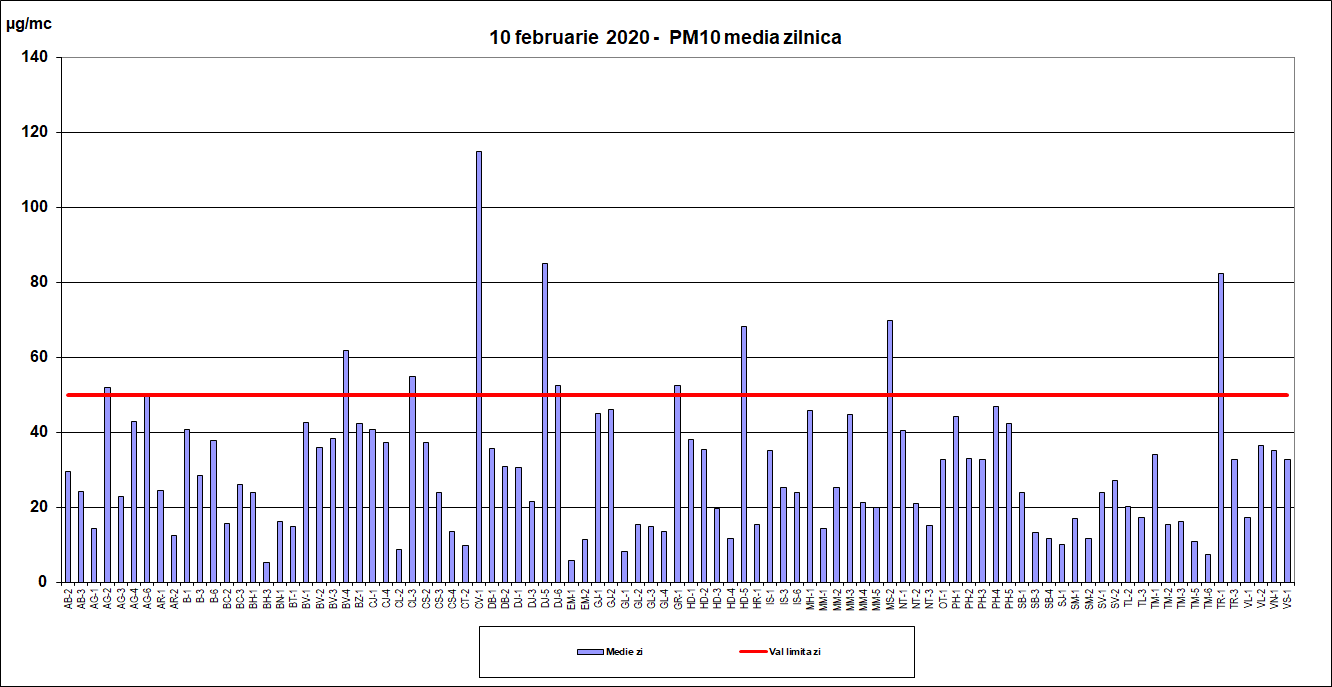 µg/mc
10 februarie 2020 - PM10 media zilnica
140
120
100
80
60
40
20
0
AB-2 AB-3 AG-1 AG-2 AG-3 AG-4 AG-6 AR-1 AR-2 B-1 B-3 B-6 BC-2 BC-3 BH-1 BH-3 BN-1 BT-1 BV-1 BV-2 BV-3 BV-4 BZ-1 CJ-1 CJ-4 CL-2 CL-3 CS-2 CS-3 CS-4 CT-2 CV-1 DB-1 DB-2 DJ-1 DJ-3 DJ-5 DJ-6 EM-1 EM-2 GJ-1 GJ-2 GL-1 GL-2 GL-3 GL-4 GR-1 HD-1 HD-2 HD-3 HD-4 HD-5 HR-1 IS-1 IS-3 IS-6 MH-1 MM-1 MM-2 MM-3 MM-4 MM-5 MS-2 NT-1 NT-2 NT-3 OT-1 PH-1 PH-2 PH-3 PH-4 PH-5 SB-1 SB-3 SB-4 SJ-1 SM-1 SM-2 SV-1 SV-2 TL-2 TL-3 TM-1 TM-2 TM-3 TM-5 TM-6 TR-1 TR-3 VL-1 VL-2 VN-1 VS-1
Medie zi Val limita zi